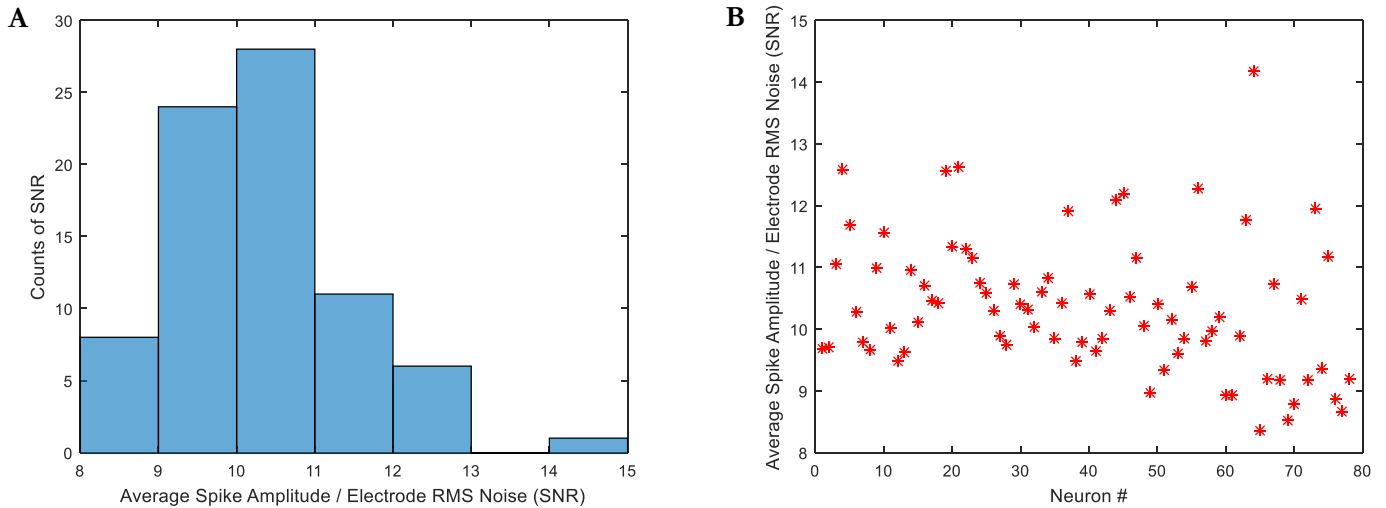 A
30
25
20
15
10
5
0
Counts of SNR
8 9 10 11 12 13 14 15
Average Spike Amplitude / Electrode RMS Noise (SNR)
B
15
14
13
12
11
10
9
8
Average Spike Amplitude / Electrode RMS Noise (SNR)
0 10 20 30 40 50 60 70 80
Neuron #